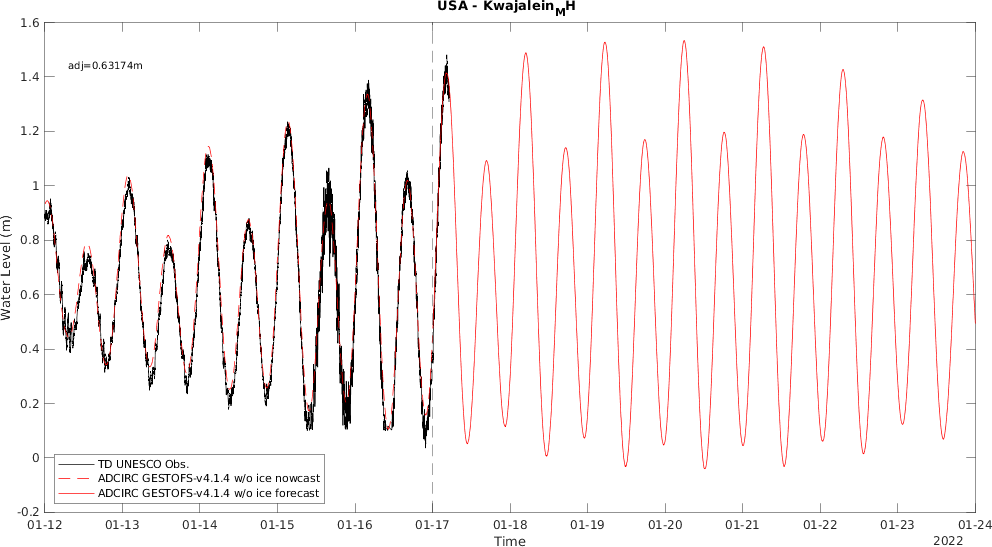 USA - Kwajalein_MH
1.6
1.4
1.2
1
0.8
0.6
0.4
0.2
0
-0.2
Water Level (m)
adj=0.63174m
TD UNESCO Obs.
ADCIRC GESTOFS-v4.1.4 w/o ice nowcast
ADCIRC GESTOFS-v4.1.4 w/o ice forecast
01-12 01-13 01-14 01-15 01-16 01-17 01-18 01-19 01-20 01-21 01-22 01-23 01-24
Time
2022